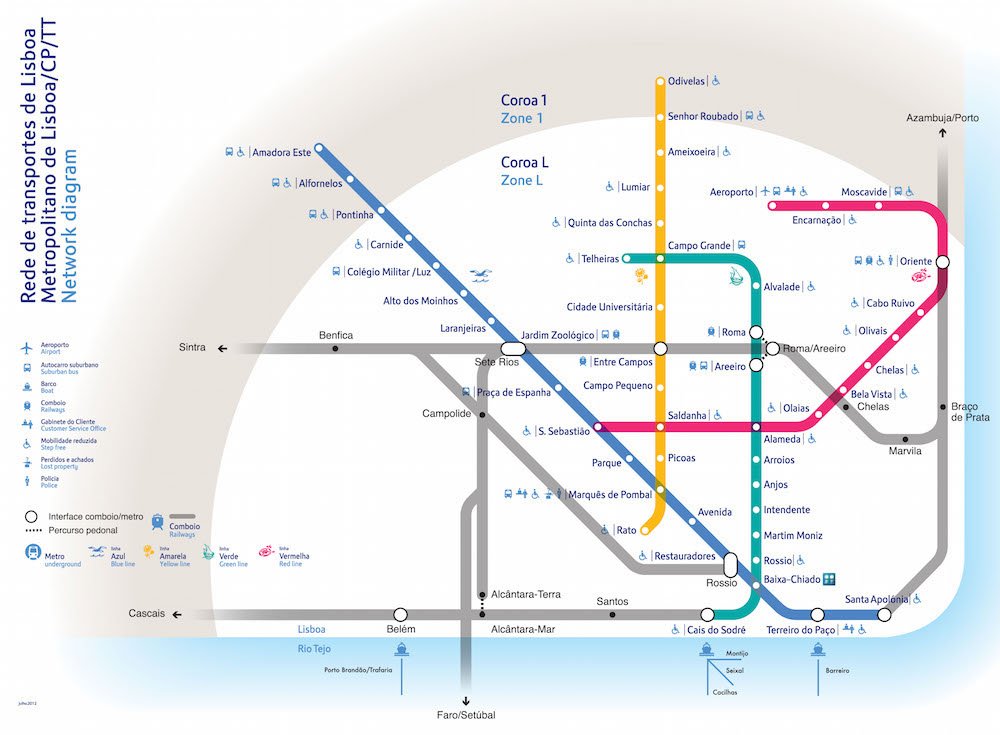 Rede de transportes de Lisboa
Metropolitano de Lisboa/CP/TT
Network diagram
Coroa 1
Zone 1
Coroa L
Zone L
Odivelas
Senhor Roubado
Ameixoeira
Lumiar
Quinta das Conchas
Campo Grande
Telheiras
Cidade Universitária
Entre Campos
Campo Pequeno
Saldanha
Picoas
Marquês de Pombal
Rato
Amadora Este
Alfornelos
Pontinha
Carnide
Colégio Militar /Luz
Alto dos Moinhos
Laranjeiras
Jardim Zoológico
Sete Rios
Praça de Espanha
S. Sebastião
Parque
Avenida
Restauradores
Rossio
Baixa-Chiado
Terreiro do Paço
Santa Apolónia
Aeroporto
Encarnação
Moscavide
Oriente
Cabo Ruivo
Olivais
Chelas
Bela Vista
Olaias
Alameda
Alvalade
Roma
Areeiro
Roma/Areeiro
Arroios
Anjos
Intendente
Martim Moniz
Rossio
Cais do Sodré
Azambuja/Porto
Braço
de Prata
Marvila
Chelas
Sintra
Benfica
Campolide
Alcântara-Terra
Alcântara-Mar
Santos
Belém
Cascais
Faro/Setúbal
Lisboa
Rio Tejo
Porto Brandão/Trafaria
Montijo
Seixal
Cacilhas
Barreiro
Aeroporto
Airport
Autocarro suburbano
Suburban bus
Barco
Boat
Comboio
Railways
Gabinete do Cliente
Customer Service Office
Mobilidade reduzida
Step free
Perdidos e achados
Lost property
Polícia
Police
Interface comboio/metro
Percurso pedonal
Comboio
Railways
Metro
underground
linha
Azul
Blue line
linha
Amarela
Yellow line
linha
Verde
Green line
linha
Vermelha
Red line
julho2012